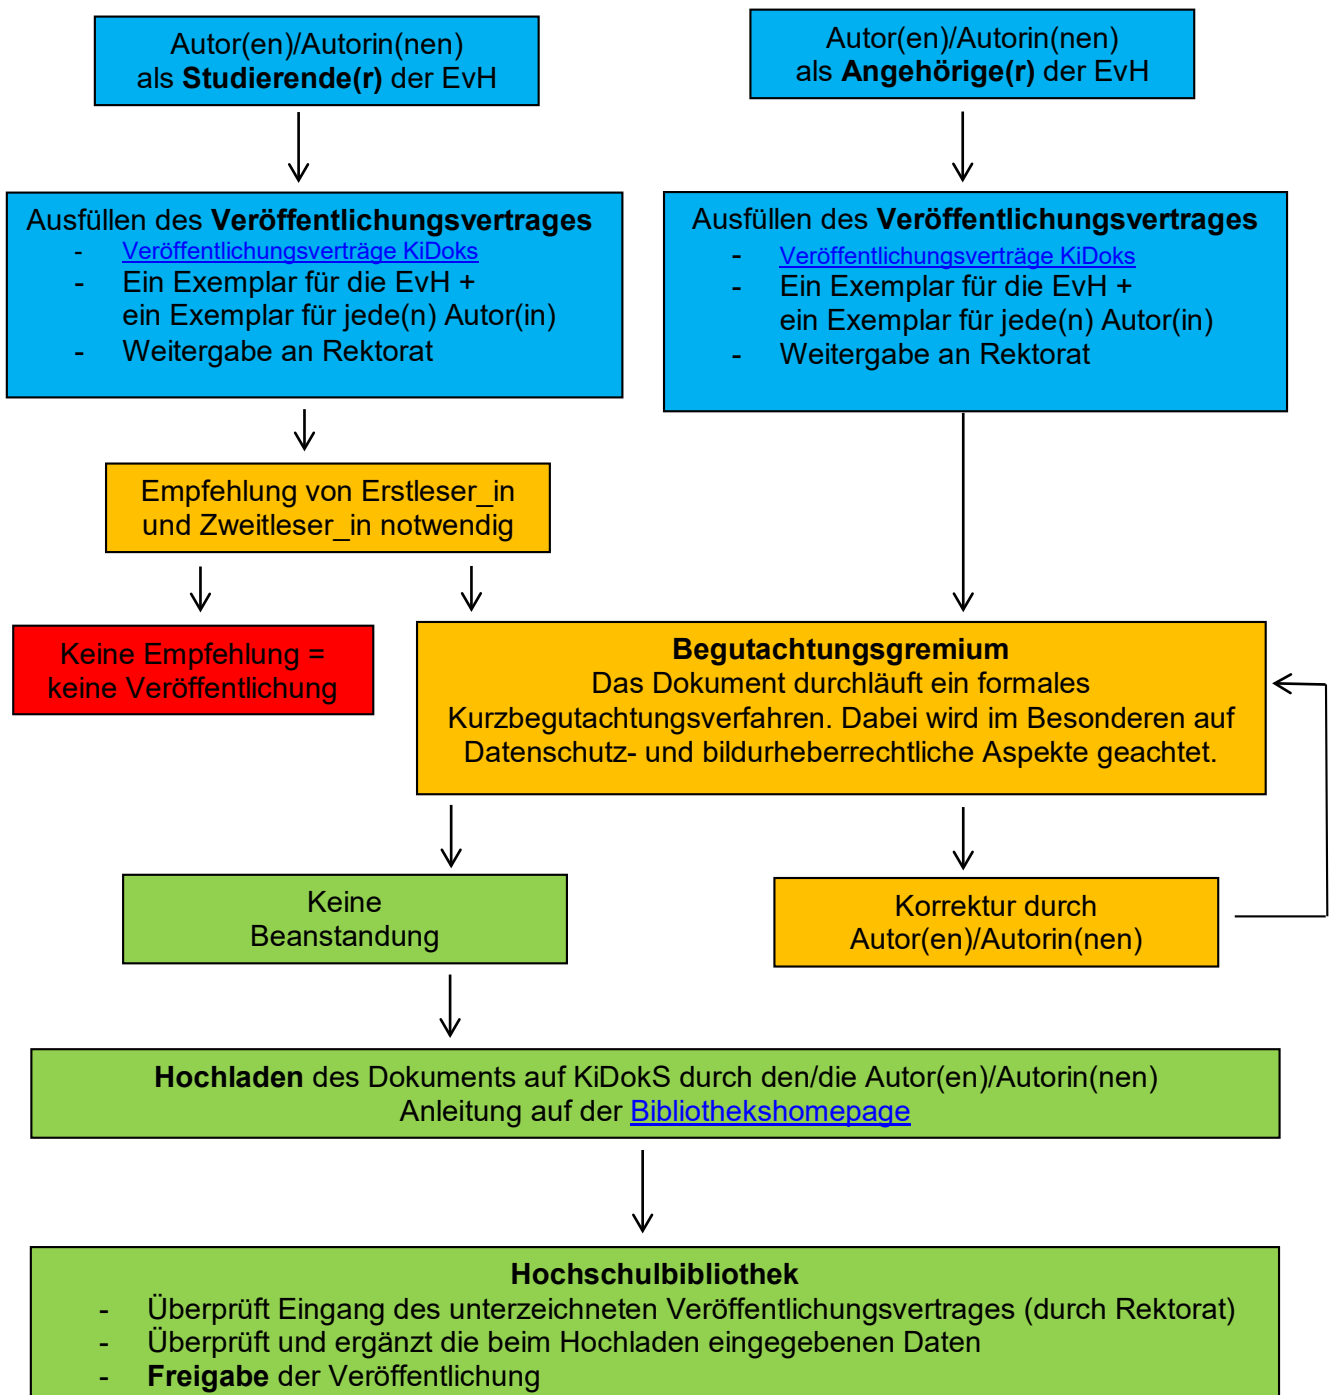 Autor(en)/Autorin(nen)
als Studierende(r) der EvH
Autor(en)/Autorin(nen)
als Angehörige(r) der EvH
Ausfüllen des Veröffentlichungsvertrages
- Veröffentlichungsverträge KiDoks
- Ein Exemplar für die EvH +
ein Exemplar für jede(n) Autor(in)
- Weitergabe an Rektorat
Ausfüllen des Veröffentlichungsvertrages
- Veröffentlichungsverträge KiDoks
- Ein Exemplar für die EvH +
ein Exemplar für jede(n) Autor(in)
- Weitergabe an Rektorat
Empfehlung von Erstleser_in
und Zweitleser_in notwendig
Keine Empfehlung =
keine Veröffentlichung
Begutachtungsgremium
Das Dokument durchläuft ein formales
Kurzbegutachtungsverfahren. Dabei wird im Besonderen auf
Datenschutz- und bildurheberrechtliche Aspekte geachtet.
Keine
Beanstandung
Korrektur durch
Autor(en)/Autorin(nen)
Hochladen des Dokuments auf KiDokS durch den/die Autor(en)/Autorin(nen)
Anleitung auf der Bibliothekshomepage
Hochschulbibliothek
- Überprüft Eingang des unterzeichneten Veröffentlichungsvertrages (durch Rektorat)
- Überprüft und ergänzt die beim Hochladen eingegebenen Daten
- Freigabe der Veröffentlichung